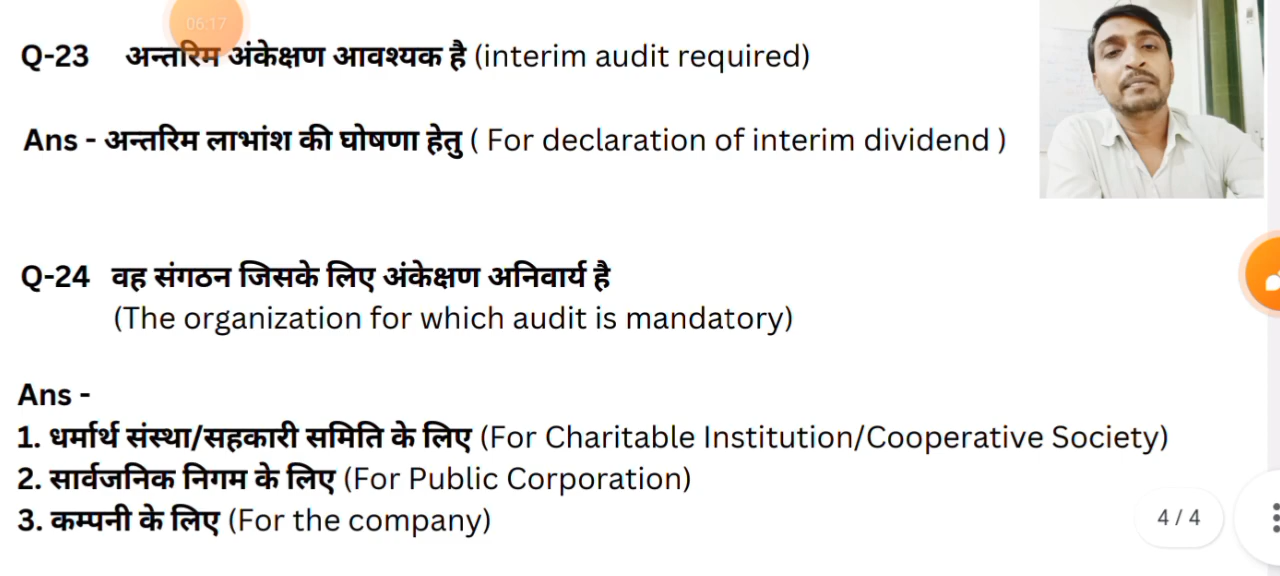 06:17
Q-23 अन्तरिम अंकेक्षण आवश्यक है (interim audit required)
Ans - अन्तरिम लाभांश की घोषणा हेतु ( For declaration of interim dividend )
Q-24 वह संगठन जिसके लिए अंकेक्षण अनिवार्य है
(The organization for which audit is mandatory)
Ans -
1. धर्मार्थ संस्था/सहकारी समिति के लिए (For Charitable Institution/Cooperative Society)
2. सार्वजनिक निगम के लिए (For Public Corporation)
3. कम्पनी के लिए (For the company)
4 / 4